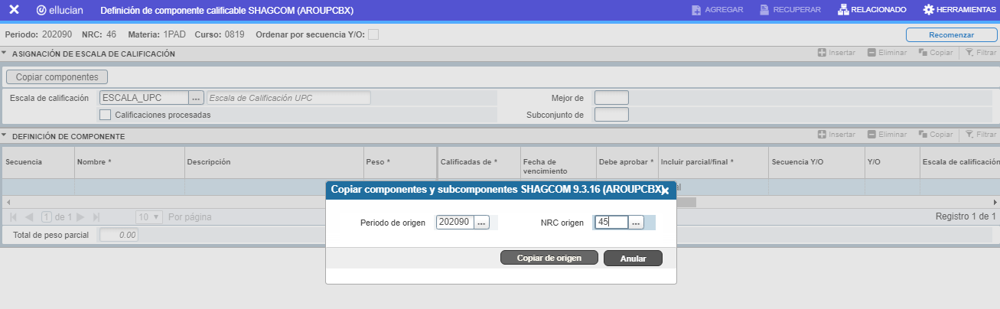 ellucian Definición de componente calificable SHAGCOM (AROUPCBX) AGREGAR RECUPERAR RELACIONADO HERRAMIENTAS
Periodo: 202090 NRC: 46 Materia: 1PAD Curso: 0819 Ordenar por secuencia Y/O: Recomenzar
ASIGNACIÓN DE ESCALA DE CALIFICACIÓN Insertar Eliminar Copiar Filtrar
Copiar componentes
Escala de calificación ESCALA_UPC ... Escala de Calificación UPC Mejor de
Calificaciones procesadas Subconjunto de
DEFINICIÓN DE COMPONENTE Insertar Eliminar Copiar Filtrar
Secuencia Nombre * Descripción Peso * Calificadas de * Fecha de vencimiento Debe aprobar * Incluir parcial/final * Secuencia Y/O Y/O Escala de calificación
Copiar componentes y subcomponentes SHAGCOM 9.3.16 (AROUPCBX)
1 de 1 10 Por página Registro 1 de 1
Periodo de origen 202090 ... NRC origen 45 ...
Total de peso parcial 0.00
Copiar de origen Anular